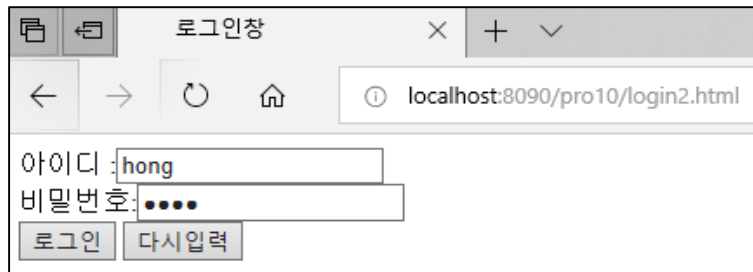 로그인창
localhost:8090/pro10/login2.html
아이디 :hong
비밀번호:••••
로그인 다시입력